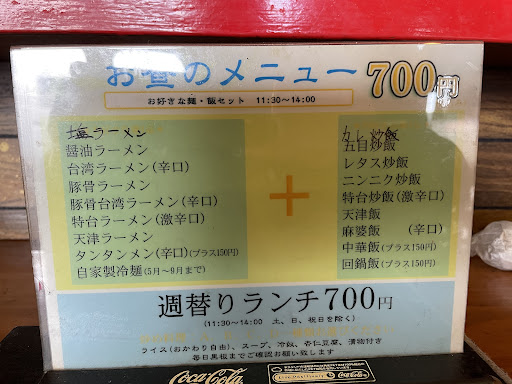 お昼のメニュー 700円
お好きな麺・飯セット 11:30〜14:00
塩ラーメン
醤油ラーメン
台湾ラーメン(辛口)
豚骨ラーメン
豚骨台湾ラーメン(辛口)
特台ラーメン(激辛口)
天津ラーメン
タンタンメン(辛口)(プラス150円)
自家製冷麺(5月〜9月まで)
+
カレー炒飯
五目炒飯
レタス炒飯
ニンニク炒飯
特台炒飯(激辛口)
天津飯
麻婆飯 (辛口)
中華飯(プラス150円)
回鍋飯(プラス150円)
週替りランチ700円
(11:30〜14:00 土、日、祝日を除く)
ライス(おかわり自由)、スープ、冷飯、杏仁豆腐、漬物付き
毎日黒板までご確認お願い致します
Coca-Cola
Coca-Cola